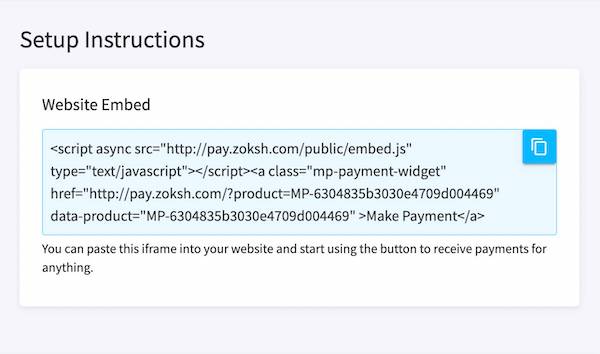 Setup Instructions
Website Embed
<script async src="http://pay.zoksh.com/public/embed.js"
type="text/javascript"></script><a class="mp-payment-widget"
href="http://pay.zoksh.com/?product=MP-6304835b3030e4709d004469"
data-product="MP-6304835b3030e4709d004469" >Make Payment</a>
You can paste this iframe into your website and start using the button to receive payments for
anything.